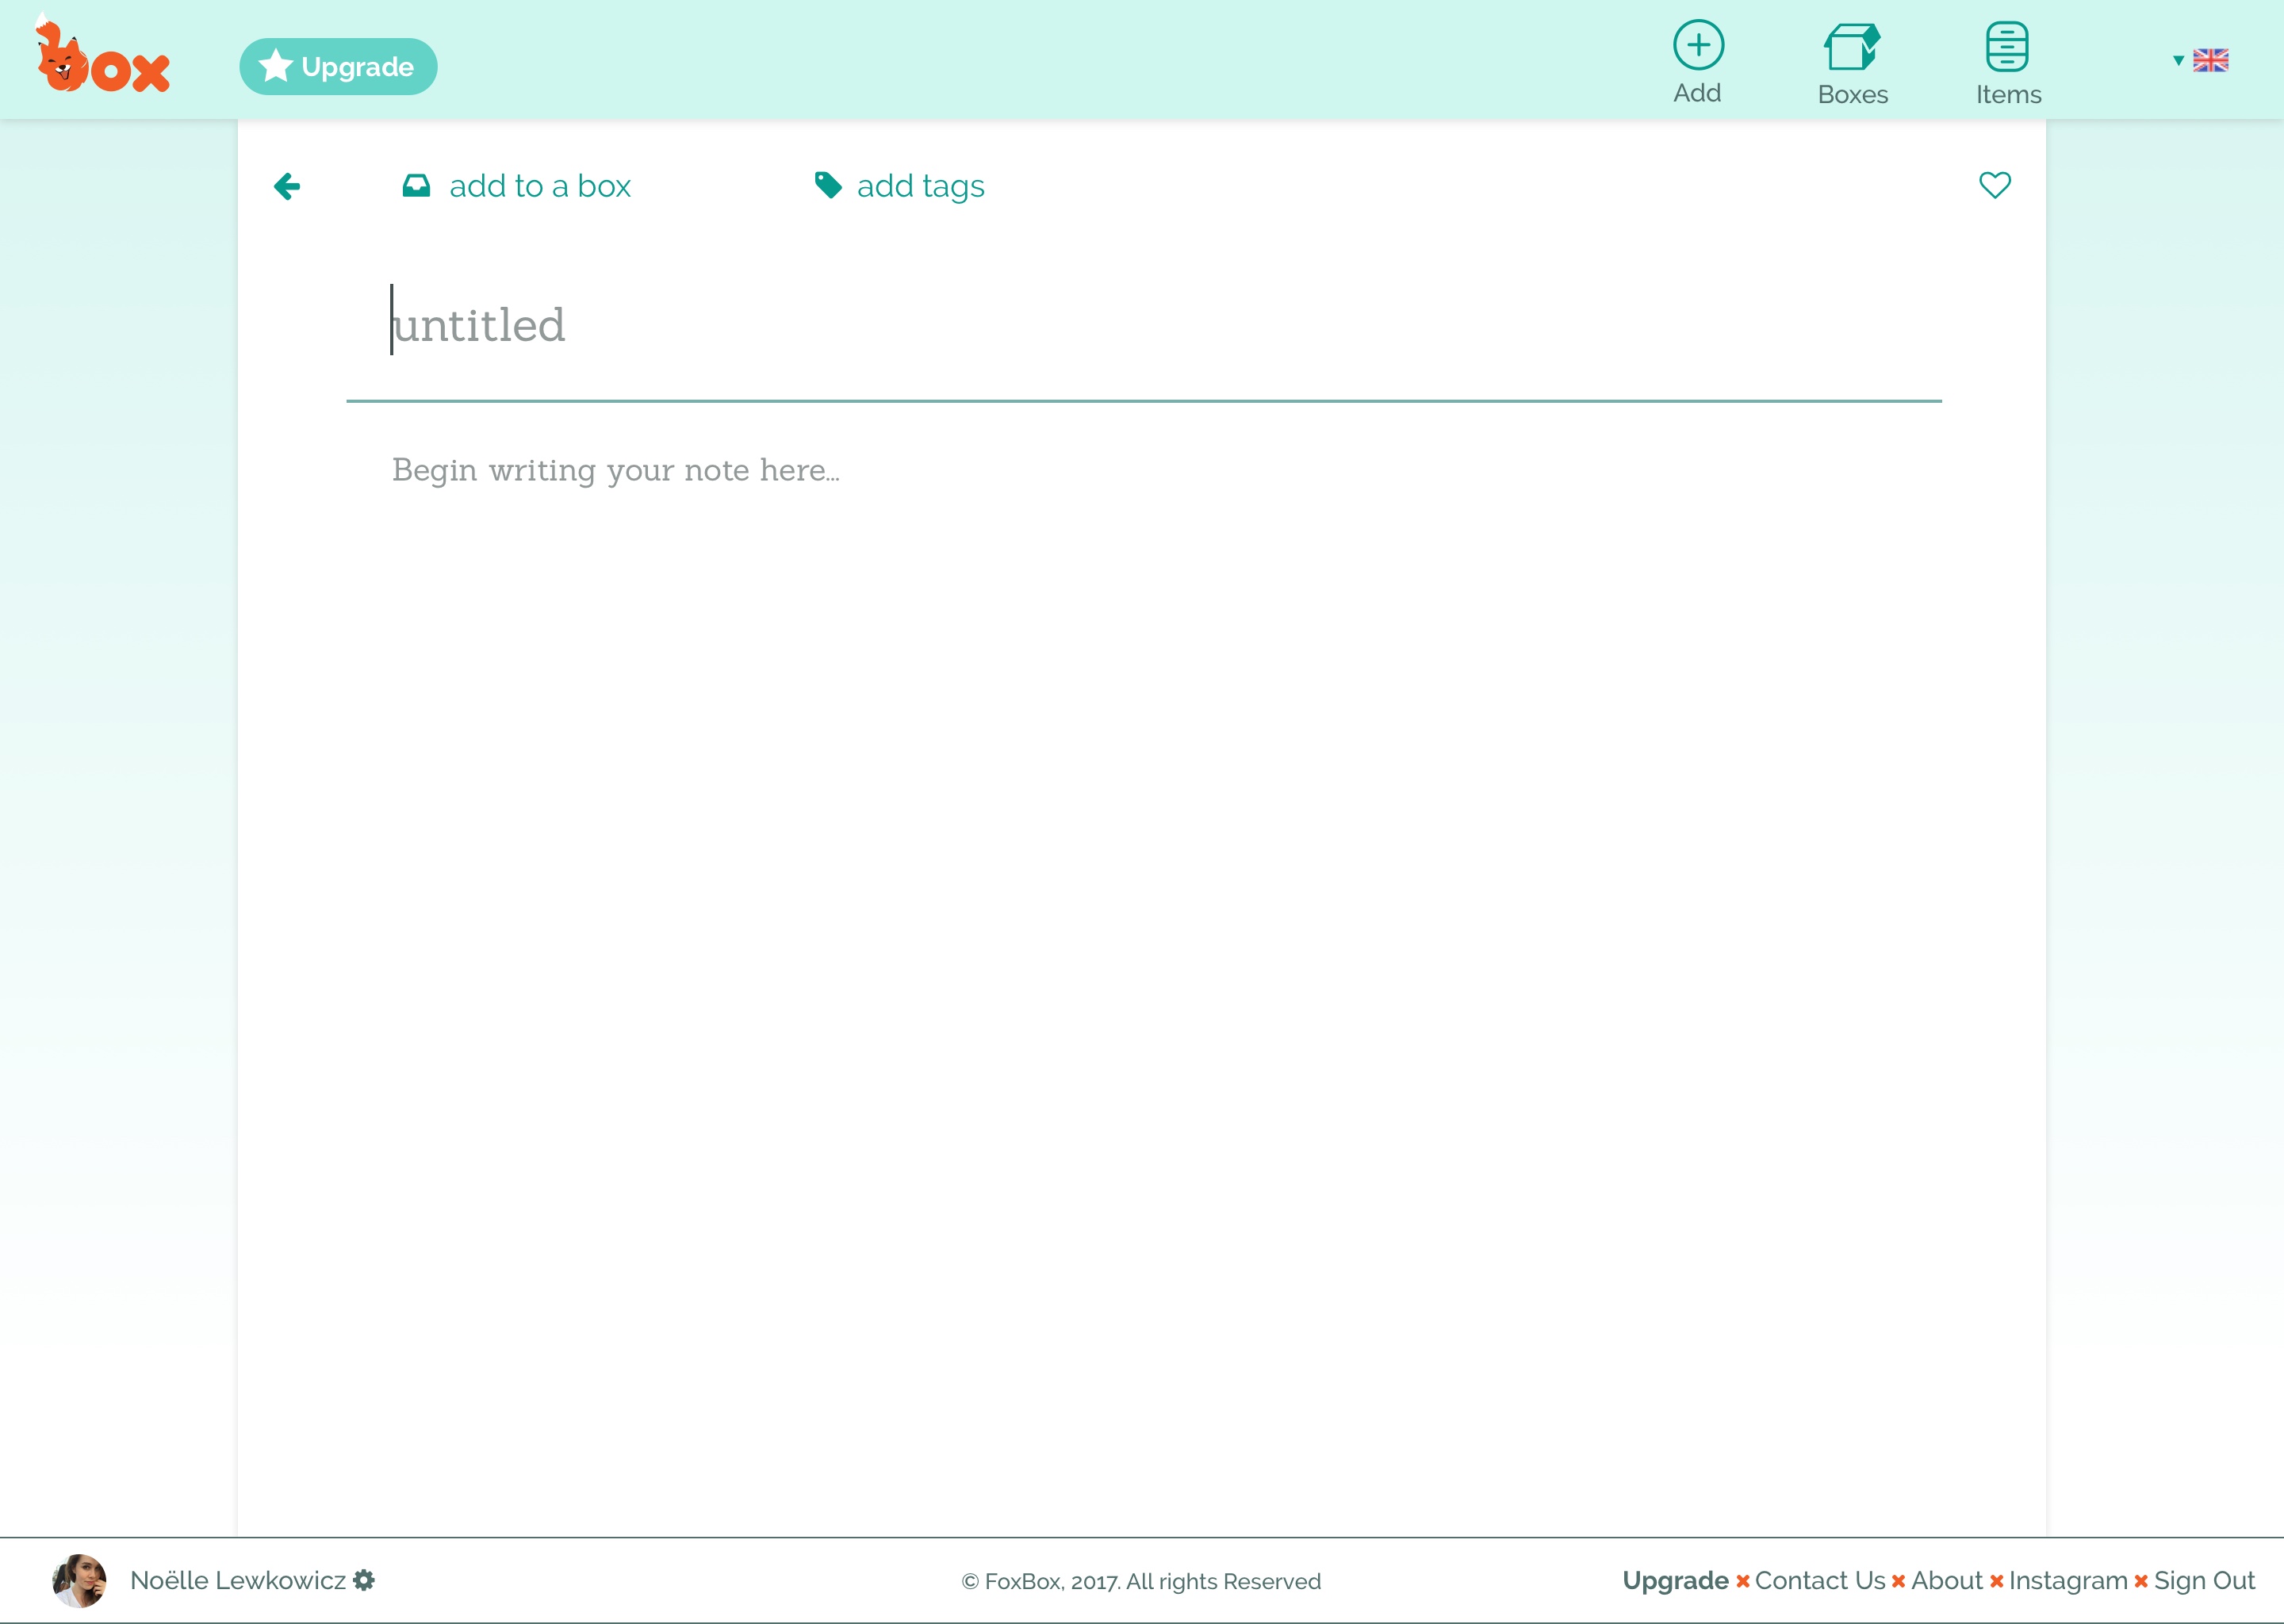 box
Upgrade
Add
Boxes
Items
add to a box
add tags
untitled
Begin writing your note here...
Noëlle Lewkowicz
© FoxBox, 2017. All rights Reserved
Upgrade × Contact Us × About × Instagram × Sign Out